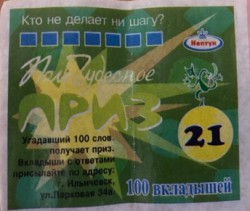 Кто не делает ни шагу?
Нептун
ПРИЗ
Угадавший 100 слов
получает приз.
Вкладыши с ответами
присылайте по адресу:
г. Ильичевск,
ул.Парковая 34а.
21
100 вкладышей